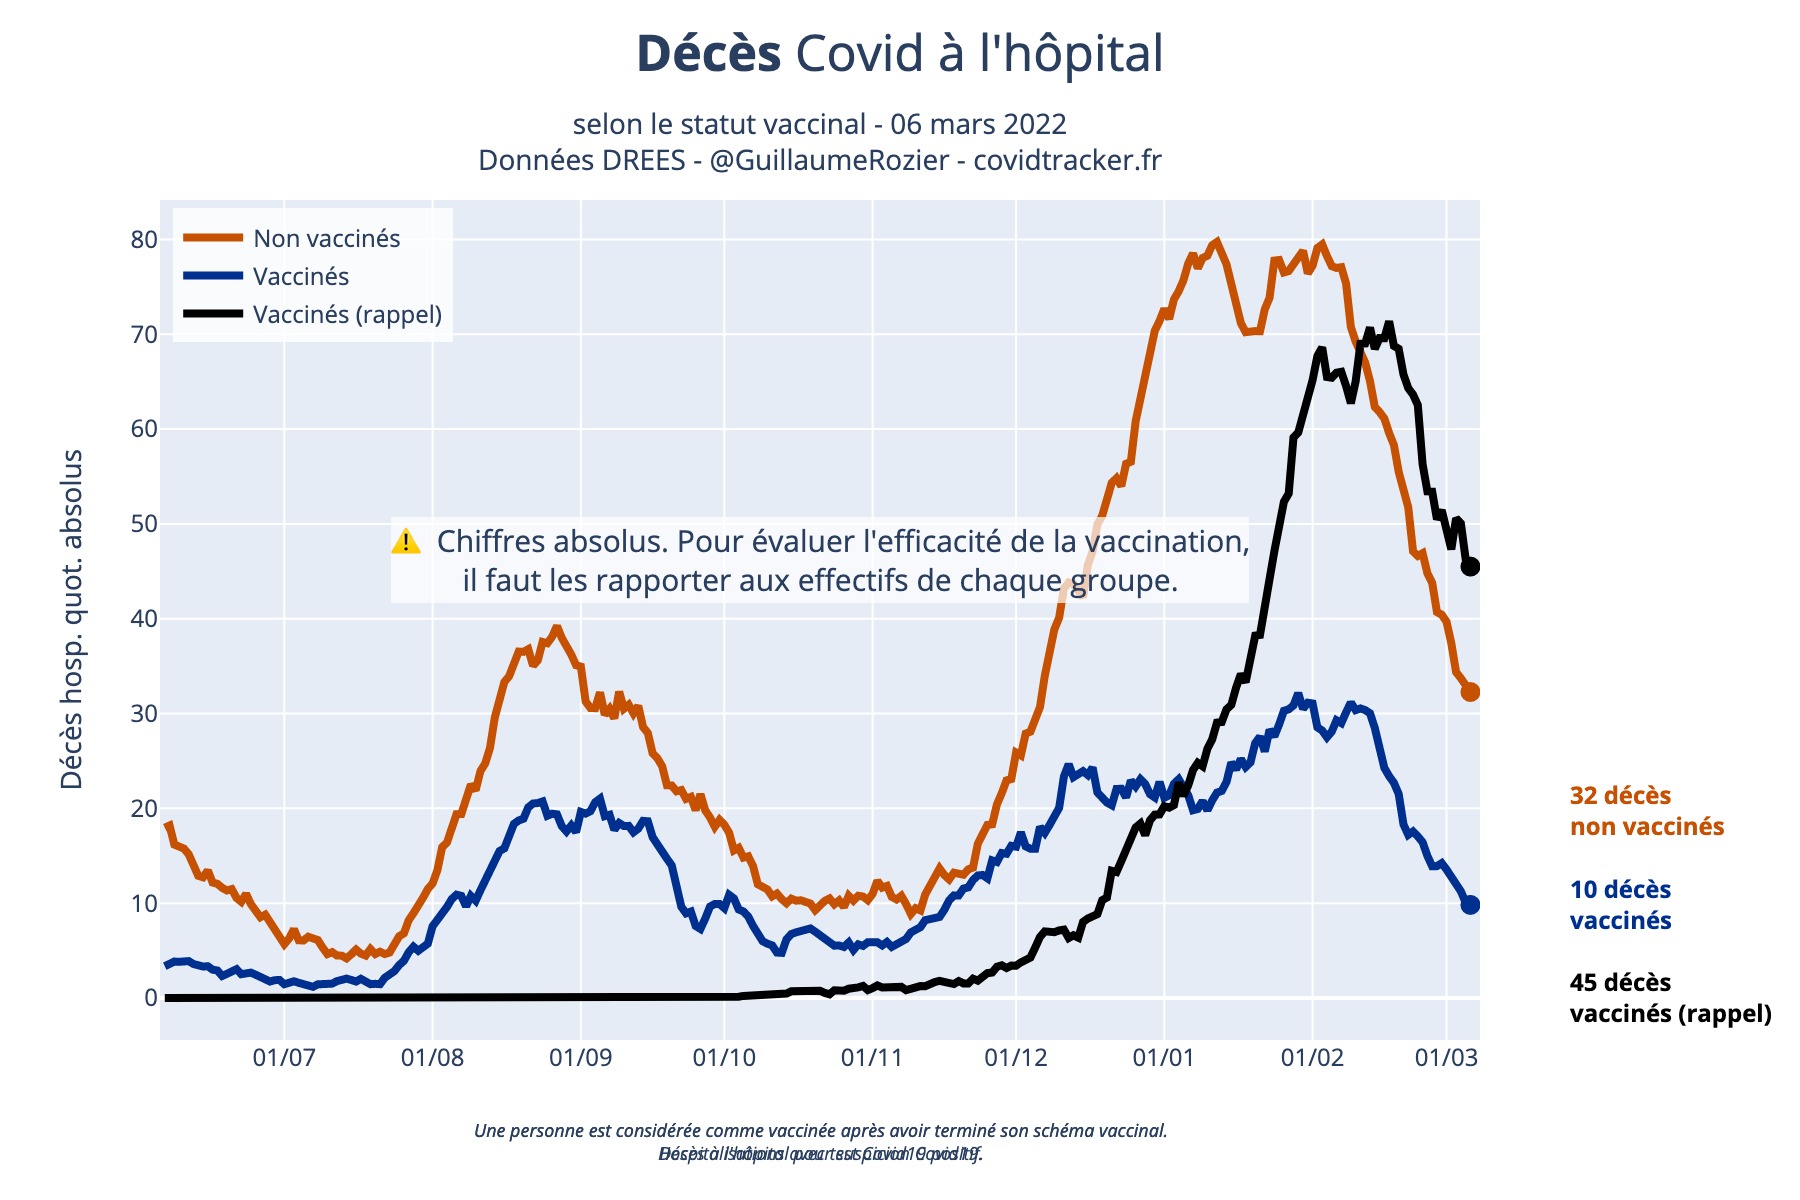 Décès Covid à l'hôpital
selon le statut vaccinal - 06 mars 2022
Données DREES - @GuillaumeRozier - covidtracker.fr
Non vaccinés
Vaccinés
Vaccinés (rappel)
Décès hosp. quot. absolus
80
70
60
50
40
30
20
10
0
⚠️ Chiffres absolus. Pour évaluer l'efficacité de la vaccination,
il faut les rapporter aux effectifs de chaque groupe.
32 décès
non vaccinés
10 décès
vaccinés
45 décès
vaccinés (rappel)
01/07
01/08
01/09
01/10
01/11
01/12
01/01
01/02
01/03
Une personne est considérée comme vaccinée après avoir terminé son schéma vaccinal.